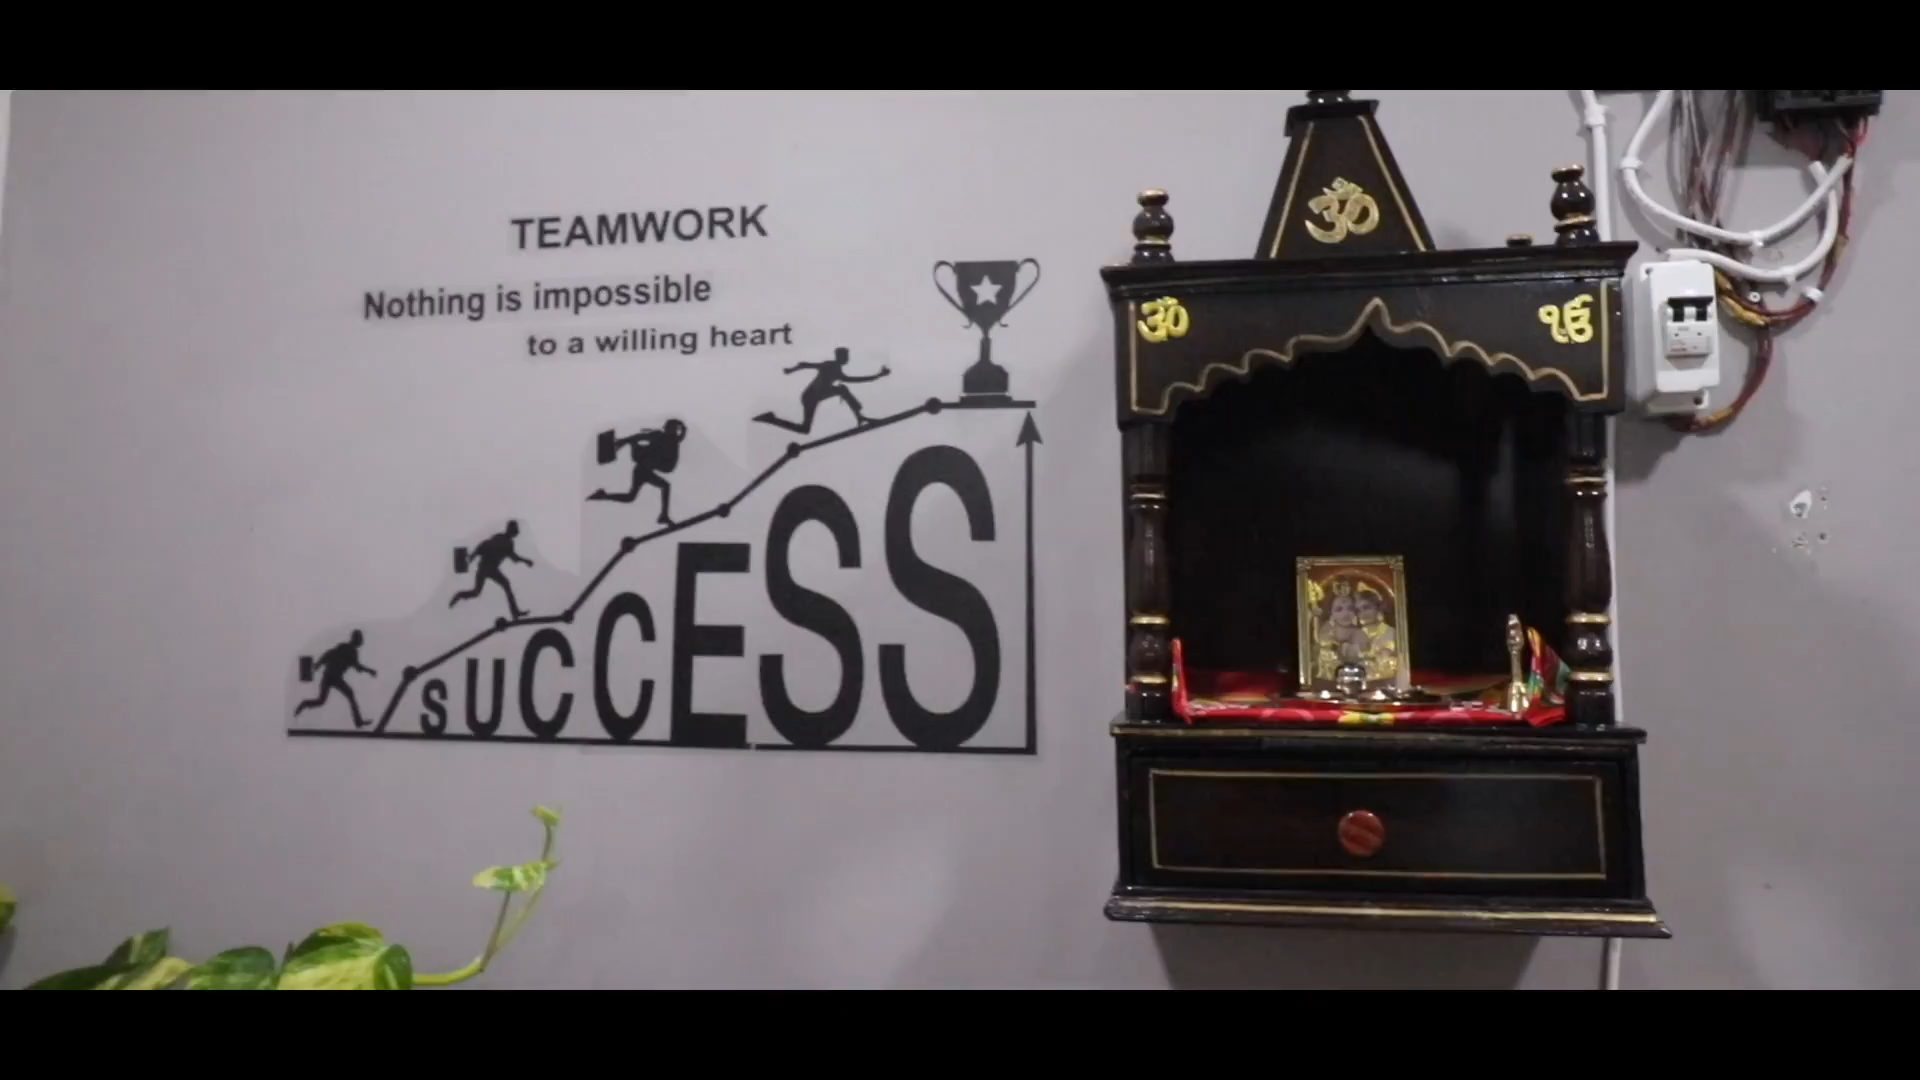 TEAMWORK
Nothing is impossible
to a willing heart
SUCCESS
ॐ
ॐ
ੴ